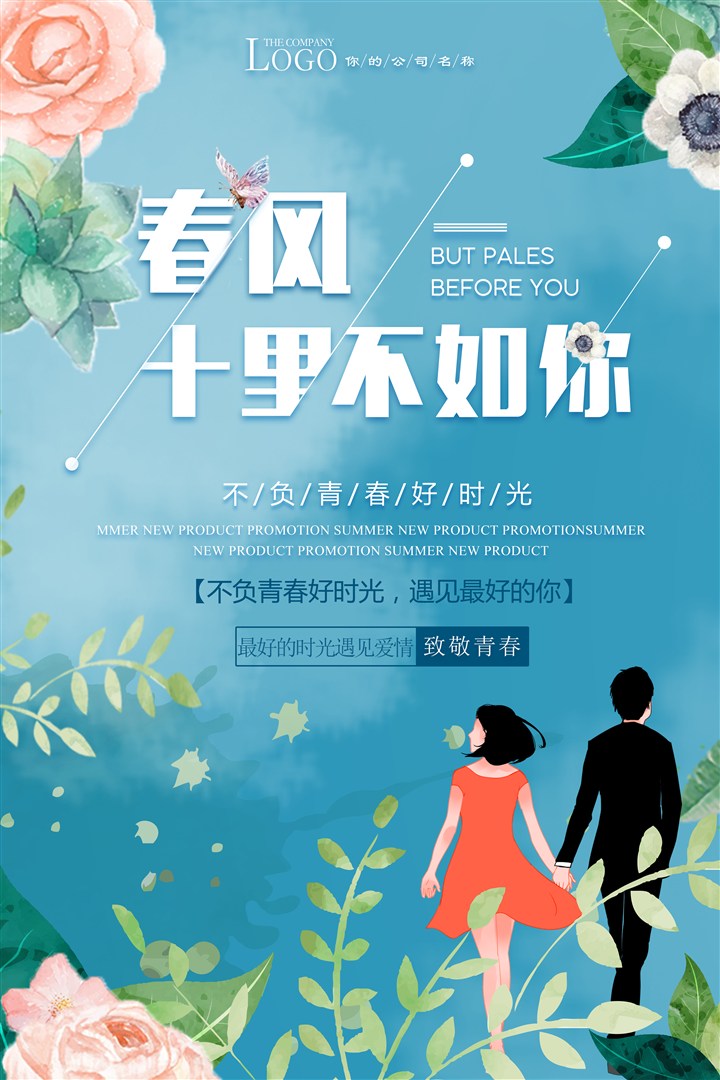 THE COMPANY
LOGO 你/的/公/司/名/称
春风
BUT PALES
BEFORE YOU
十里不如你
不/负/青/春/好/时/光
MMER NEW PRODUCT PROMOTION SUMMER NEW PRODUCT PROMOTIONSUMMER
NEW PRODUCT PROMOTION SUMMER NEW PRODUCT
【不负青春好时光，遇见最好的你】
最好的时光遇见爱情 致敬青春